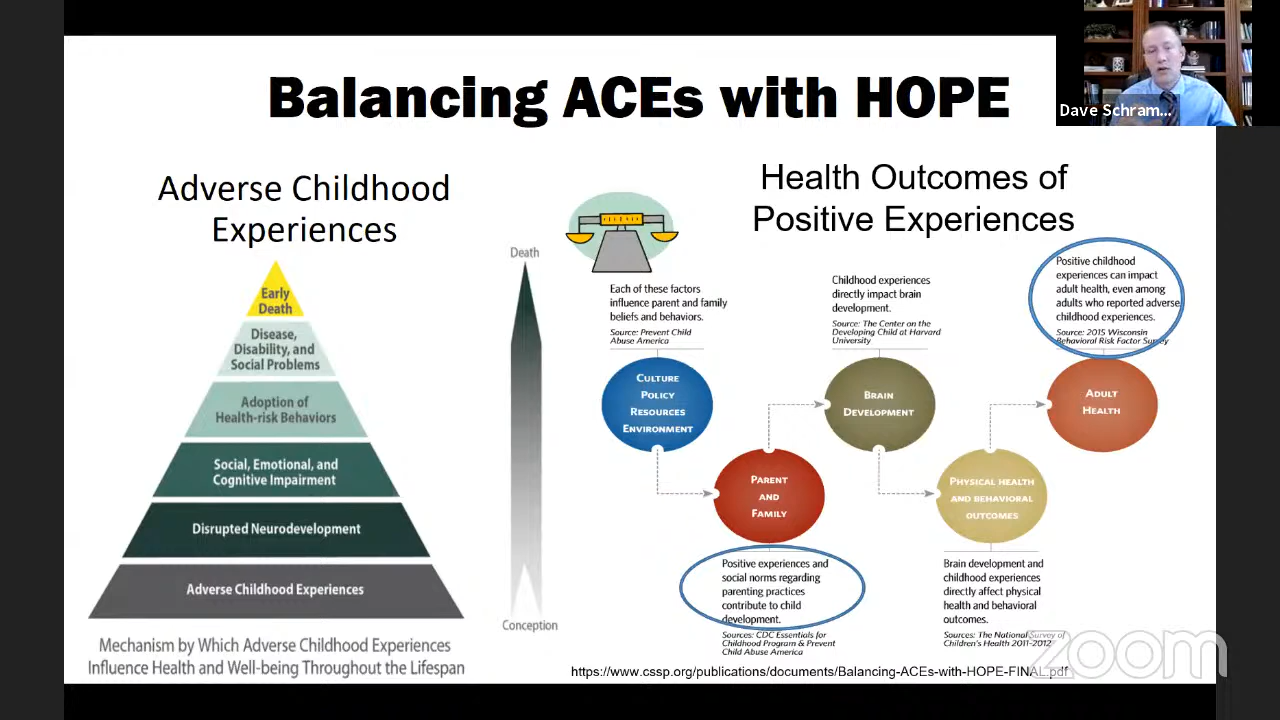 Balancing ACEs with HOPE
Dave Schram...
Adverse Childhood
Experiences
Early
Death
Disease,
Disability, and
Social Problems
Adoption of
Health-risk Behaviors
Social, Emotional, and
Cognitive Impairment
Disrupted Neurodevelopment
Adverse Childhood Experiences
Mechanism by Which Adverse Childhood Experiences
Influence Health and Well-being Throughout the Lifespan
Death
Conception
Health Outcomes of
Positive Experiences
Each of these factors
influence parent and family
beliefs and behaviors.
Source: Prevent Child
Abuse America
CULTURE
POLICY
RESOURCES
ENVIRONMENT
PARENT
AND
FAMILY
Positive experiences and
social norms regarding
parenting practices
contribute to child
development.
Sources: CDC Essentials for
Childhood Program & Prevent
Child Abuse America
Childhood experiences
directly impact brain
development.
Source: The Center on the
Developing Child at Harvard
University
BRAIN
DEVELOPMENT
PHYSICAL HEALTH
AND BEHAVIORAL
OUTCOMES
Brain development and
childhood experiences
directly affect physical
health and behavioral
outcomes.
Sources: The National Survey of
Children's Health 2011-2012
Positive childhood
experiences can impact
adult health, even among
adults who reported adverse
childhood experiences.
Source: 2015 Wisconsin
Behavioral Risk Factor Survey
ADULT
HEALTH
https://www.cssp.org/publications/documents/Balancing-ACEs-with-HOPE-FINAL.pdf
zoom